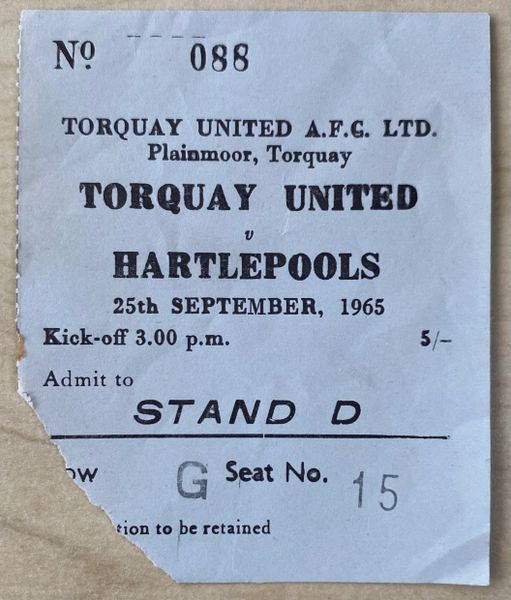 Nº 088
TORQUAY UNITED A.F.C. LTD.
Plainmoor, Torquay
TORQUAY UNITED
v
HARTLEPOOLS
25th SEPTEMBER, 1965
Kick-off 3.00 p.m. 5/–
Admit to
STAND D
ow G Seat No. 15
tion to be retained